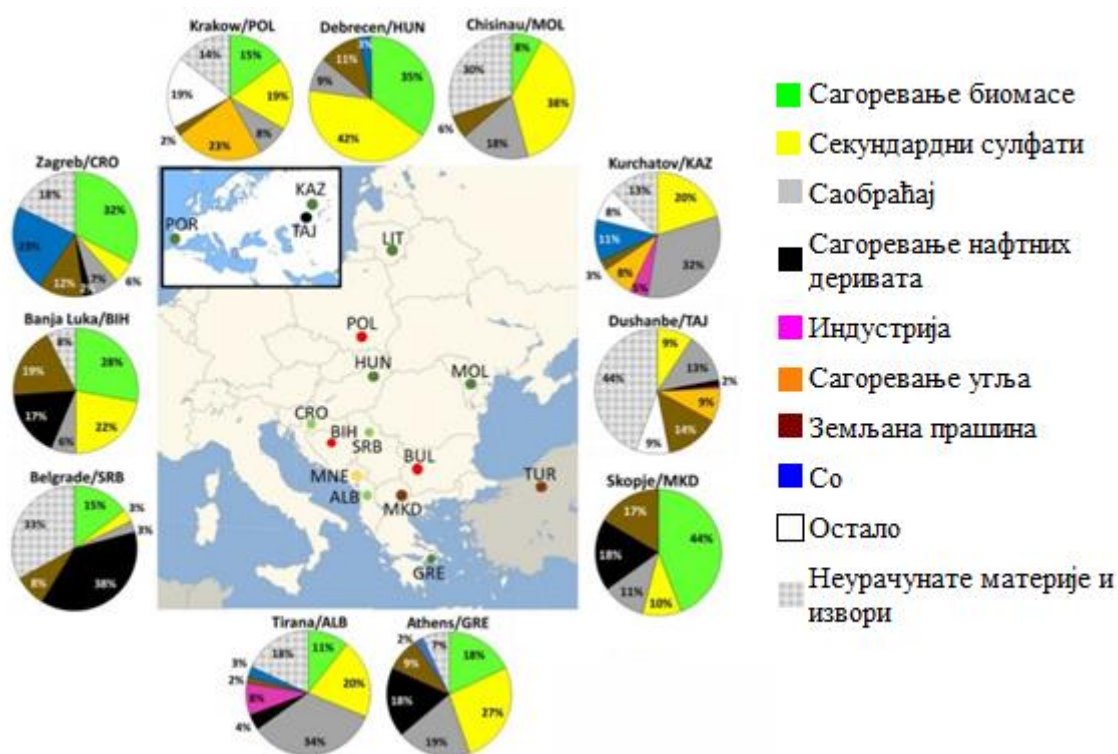 Krakow/POL
14%
15%
19%
19%
2%
23%
8%
Debrecen/HUN
3%
11%
9%
35%
42%
Chisinau/MOL
8%
30%
6%
18%
38%
Zagreb/CRO
18%
32%
23%
12%
7%
6%
Banja Luka/BIH
8%
28%
19%
17%
6%
22%
Belgrade/SRB
33%
15%
3%
3%
8%
38%
KAZ
POR
TAJ
LIT
POL
HUN
MOL
CRO
BIH
SRB
BUL
MNE
ALB
MKD
TUR
GRE
Kurchatov/KAZ
13%
20%
8%
11%
3%
8%
5%
32%
Dushanbe/TAJ
9%
13%
2%
44%
9%
14%
9%
Skopje/MKD
17%
44%
18%
11%
10%
Tirana/ALB
18%
11%
3%
2%
20%
8%
4%
34%
Athens/GRE
2%
7%
9%
18%
18%
27%
19%
Сагоревање биомасе
Секундардни сулфати
Саобраћај
Сагоревање нафтних
деривата
Индустрија
Сагоревање угља
Земљана прашина
Со
Остало
Неурачунате материје и
извори